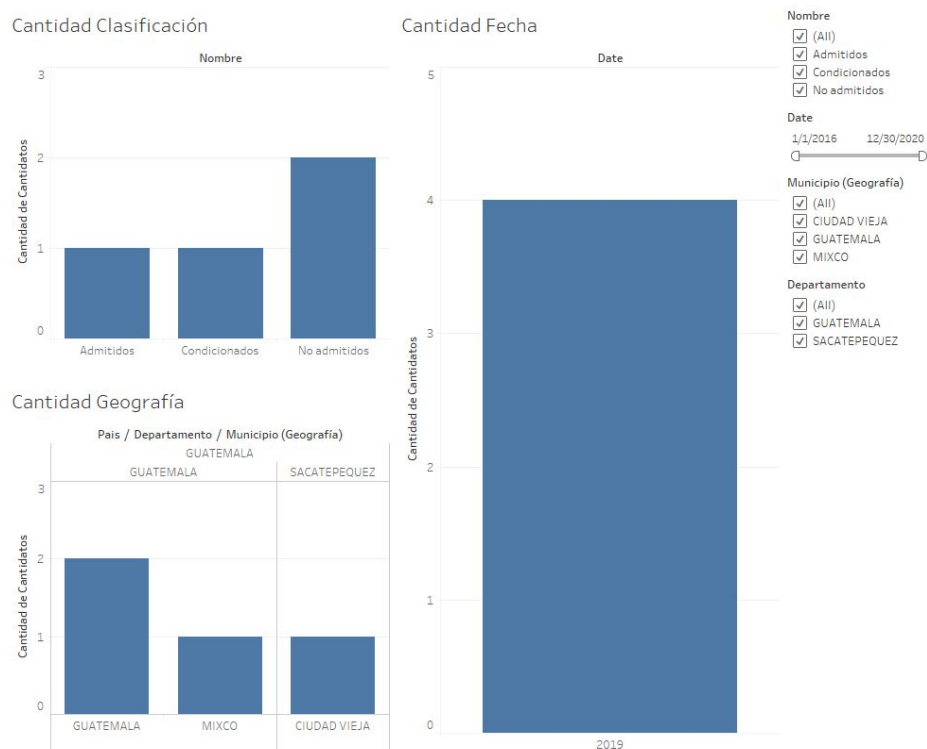 Cantidad Clasificación
Nombre
3
2
1
0
Cantidad de Cantidatos
Admitidos
Condicionados
No admitidos
Cantidad Geografía
Pais / Departamento / Municipio (Geografía)
GUATEMALA
GUATEMALA
SACATEPEQUEZ
3
2
1
0
Cantidad de Cantidatos
GUATEMALA
MIXCO
CIUDAD VIEJA
Cantidad Fecha
Date
5
4
3
2
1
0
Cantidad de Cantidatos
2019
Nombre
(All)
Admitidos
Condicionados
No admitidos
Date
1/1/2016 12/30/2020
Municipio (Geografía)
(All)
CIUDAD VIEJA
GUATEMALA
MIXCO
Departamento
(All)
GUATEMALA
SACATEPEQUEZ